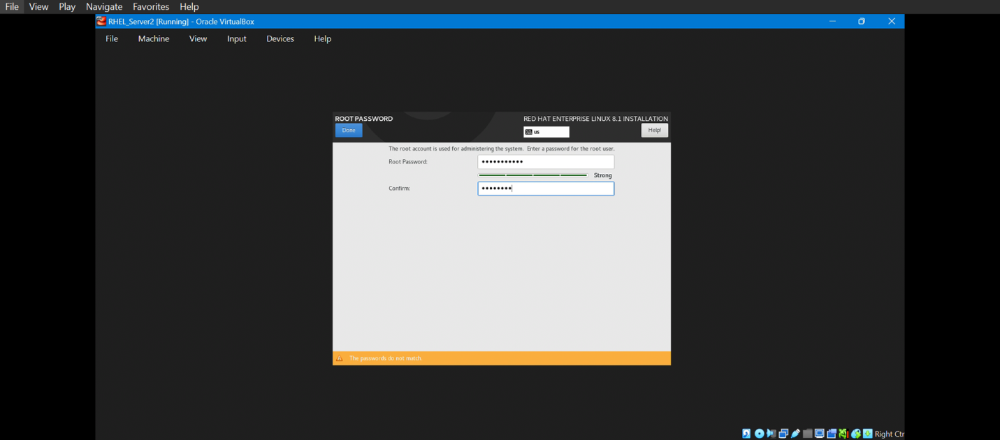 File View Play Navigate Favorites Help
RHEL_Server2 [Running] - Oracle VirtualBox
File Machine View Input Devices Help
ROOT PASSWORD
RED HAT ENTERPRISE LINUX 8.1 INSTALLATION
Done
us
Help!
The root account is used for administering the system. Enter a password for the root user.
Root Password: •••••••••••
Strong
Confirm: ••••••••
The passwords do not match.
Right Ctr